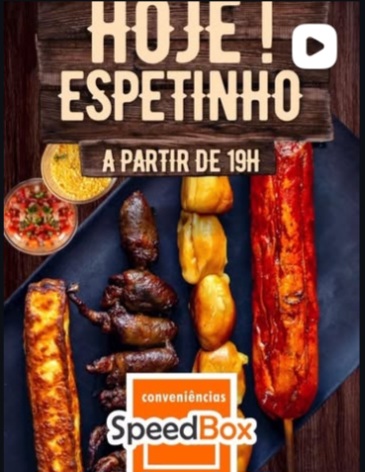 HOJE!
ESPETINHO
A PARTIR DE 19H
conveniências
SpeedBox